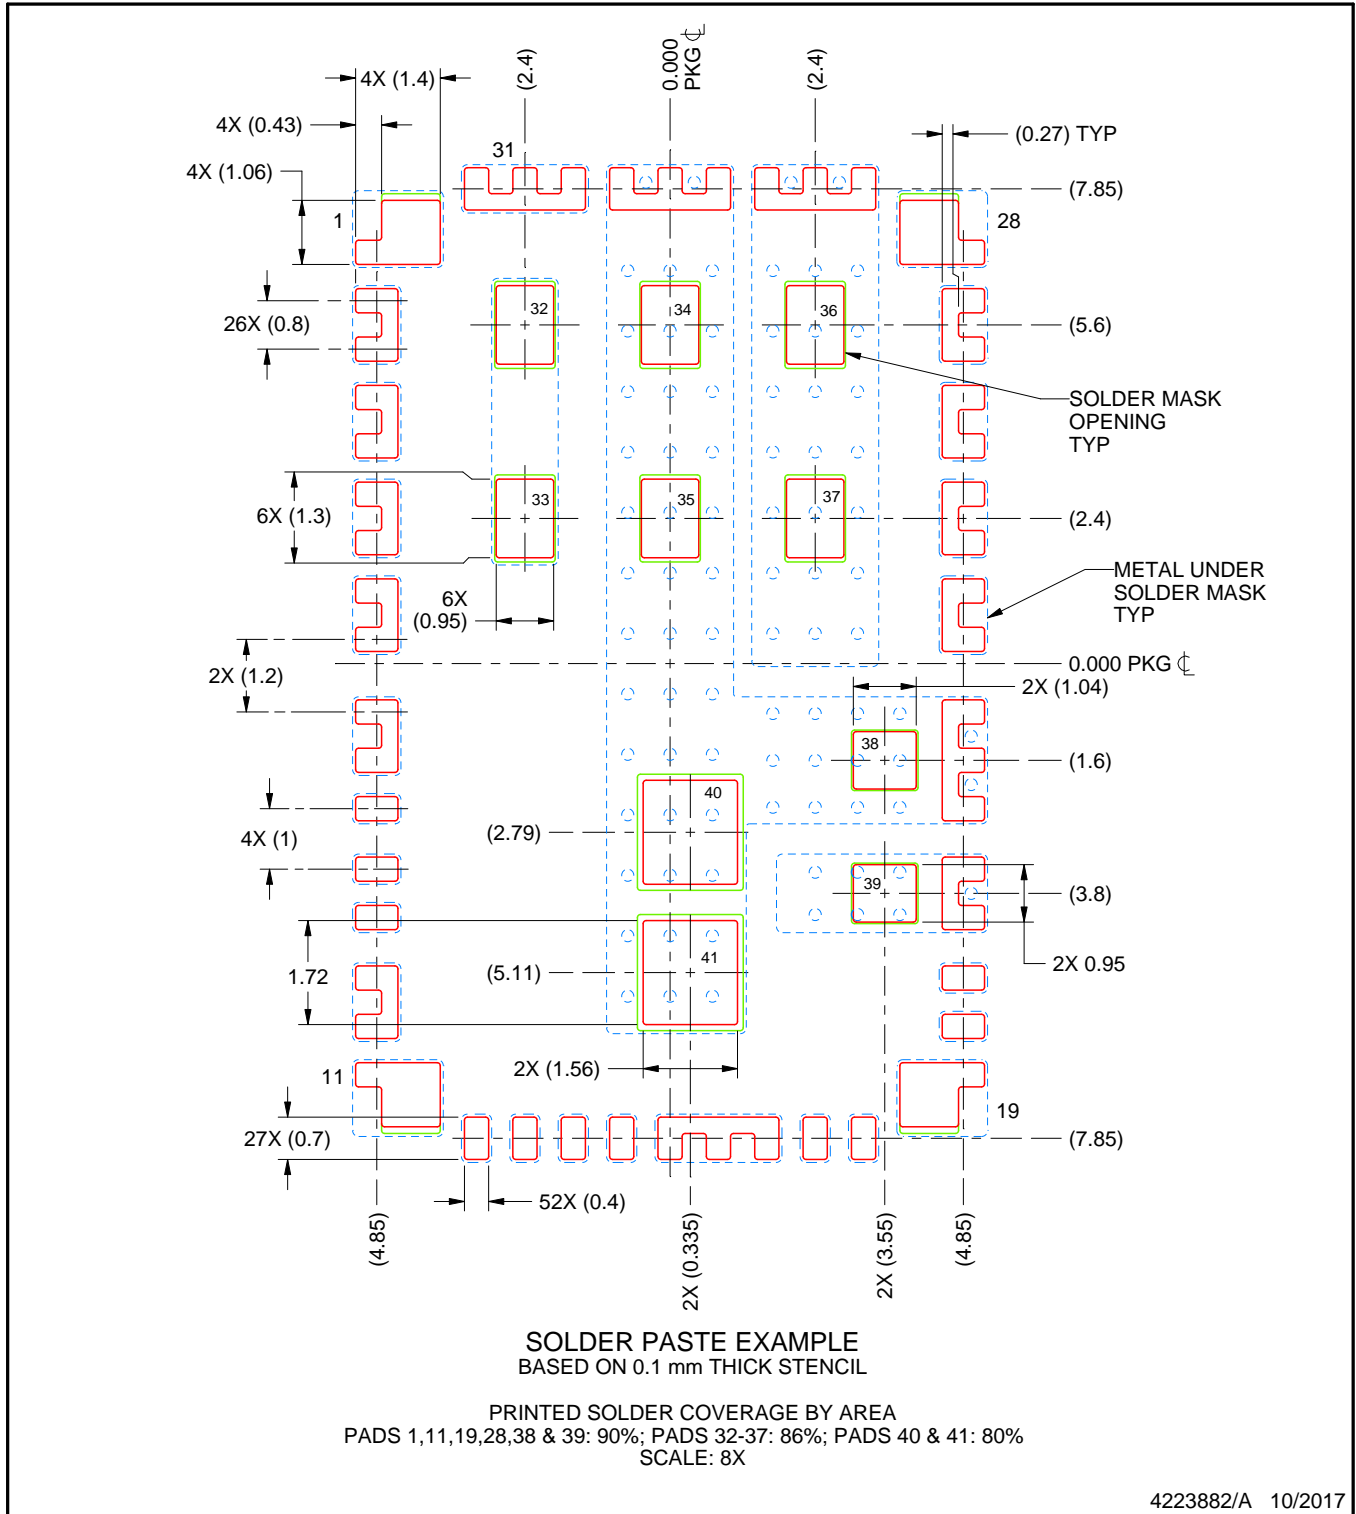 (2.4)
0.000
PKG ℄
(2.4)
4X (1.4)
4X (0.43)
(0.27) TYP
31
4X (1.06)
(7.85)
1
28
32
34
36
26X (0.8)
(5.6)
SOLDER MASK
OPENING
TYP
33
35
37
6X (1.3)
(2.4)
METAL UNDER
SOLDER MASK
TYP
6X
(0.95)
0.000 PKG ℄
2X (1.2)
2X (1.04)
38
(1.6)
40
(2.79)
4X (1)
39
(3.8)
41
(5.11)
2X 0.95
1.72
2X (1.56)
11
19
27X (0.7)
(7.85)
52X (0.4)
(4.85)
2X (0.335)
2X (3.55)
(4.85)
SOLDER PASTE EXAMPLE
BASED ON 0.1 mm THICK STENCIL
PRINTED SOLDER COVERAGE BY AREA
PADS 1,11,19,28,38 & 39: 90%; PADS 32-37: 86%; PADS 40 & 41: 80%
SCALE: 8X
4223882/A 10/2017